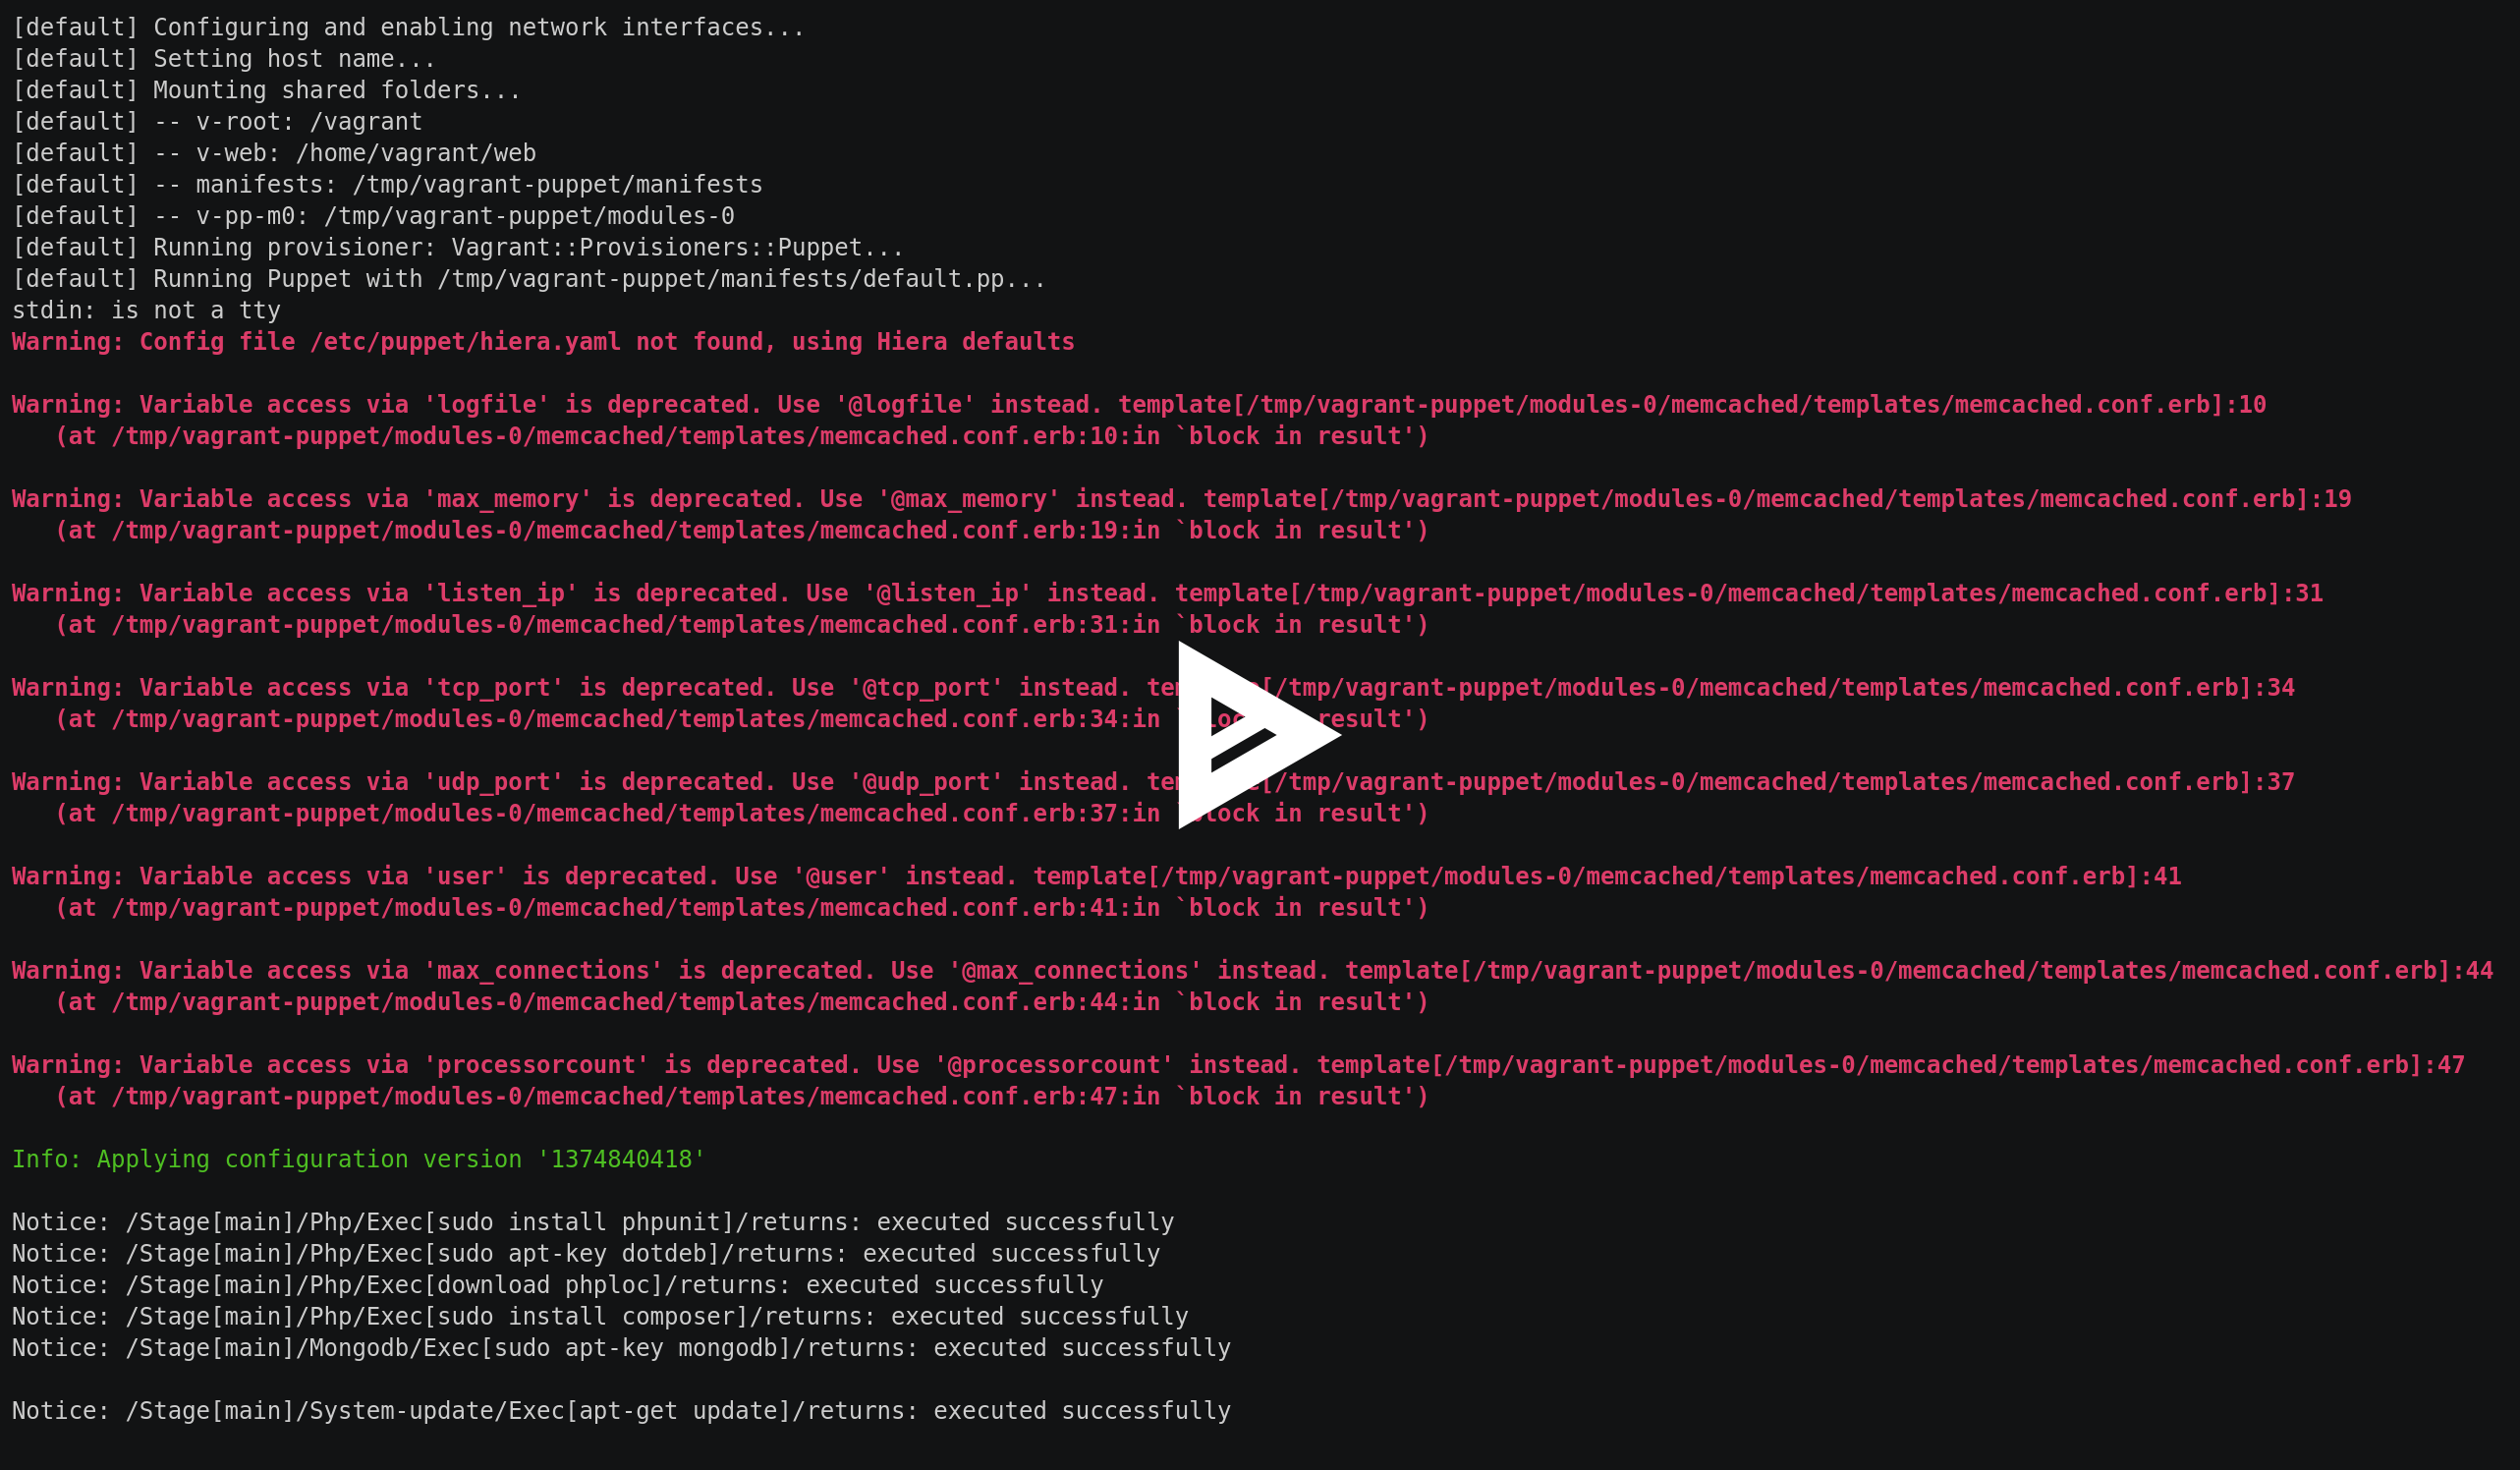 [default] Configuring and enabling network interfaces...
[default] Setting host name...
[default] Mounting shared folders...
[default] -- v-root: /vagrant
[default] -- v-web: /home/vagrant/web
[default] -- manifests: /tmp/vagrant-puppet/manifests
[default] -- v-pp-m0: /tmp/vagrant-puppet/modules-0
[default] Running provisioner: Vagrant::Provisioners::Puppet...
[default] Running Puppet with /tmp/vagrant-puppet/manifests/default.pp...
stdin: is not a tty
Warning: Config file /etc/puppet/hiera.yaml not found, using Hiera defaults
Warning: Variable access via 'logfile' is deprecated. Use '@logfile' instead. template[/tmp/vagrant-puppet/modules-0/memcached/templates/memcached.conf.erb]:10
(at /tmp/vagrant-puppet/modules-0/memcached/templates/memcached.conf.erb:10:in `block in result')
Warning: Variable access via 'max_memory' is deprecated. Use '@max_memory' instead. template[/tmp/vagrant-puppet/modules-0/memcached/templates/memcached.conf.erb]:19
(at /tmp/vagrant-puppet/modules-0/memcached/templates/memcached.conf.erb:19:in `block in result')
Warning: Variable access via 'listen_ip' is deprecated. Use '@listen_ip' instead. template[/tmp/vagrant-puppet/modules-0/memcached/templates/memcached.conf.erb]:31
(at /tmp/vagrant-puppet/modules-0/memcached/templates/memcached.conf.erb:31:in `block in result')
Warning: Variable access via 'tcp_port' is deprecated. Use '@tcp_port' instead. [/tmp/vagrant-puppet/modules-0/memcached/templates/memcached.conf.erb]:34
(at /tmp/vagrant-puppet/modules-0/memcached/templates/memcached.conf.erb:34:in result')
Warning: Variable access via 'udp_port' is deprecated. Use '@udp_port' instead. [/tmp/vagrant-puppet/modules-0/memcached/templates/memcached.conf.erb]:37
(at /tmp/vagrant-puppet/modules-0/memcached/templates/memcached.conf.erb:37:in `block in result')
Warning: Variable access via 'user' is deprecated. Use '@user' instead. template[/tmp/vagrant-puppet/modules-0/memcached/templates/memcached.conf.erb]:41
(at /tmp/vagrant-puppet/modules-0/memcached/templates/memcached.conf.erb:41:in `block in result')
Warning: Variable access via 'max_connections' is deprecated. Use '@max_connections' instead. template[/tmp/vagrant-puppet/modules-0/memcached/templates/memcached.conf.erb]:44
(at /tmp/vagrant-puppet/modules-0/memcached/templates/memcached.conf.erb:44:in `block in result')
Warning: Variable access via 'processorcount' is deprecated. Use '@processorcount' instead. template[/tmp/vagrant-puppet/modules-0/memcached/templates/memcached.conf.erb]:47
(at /tmp/vagrant-puppet/modules-0/memcached/templates/memcached.conf.erb:47:in `block in result')
Info: Applying configuration version '1374840418'
Notice: /Stage[main]/Php/Exec[sudo install phpunit]/returns: executed successfully
Notice: /Stage[main]/Php/Exec[sudo apt-key dotdeb]/returns: executed successfully
Notice: /Stage[main]/Php/Exec[download phploc]/returns: executed successfully
Notice: /Stage[main]/Php/Exec[sudo install composer]/returns: executed successfully
Notice: /Stage[main]/Mongodb/Exec[sudo apt-key mongodb]/returns: executed successfully
Notice: /Stage[main]/System-update/Exec[apt-get update]/returns: executed successfully